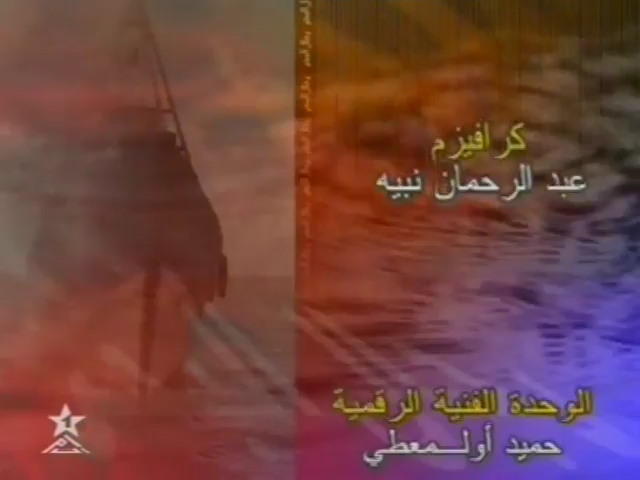 كرافيزم
عبد الرحمان نبيه
الوحدة الفنية الرقمية
حميد أولـمعطي